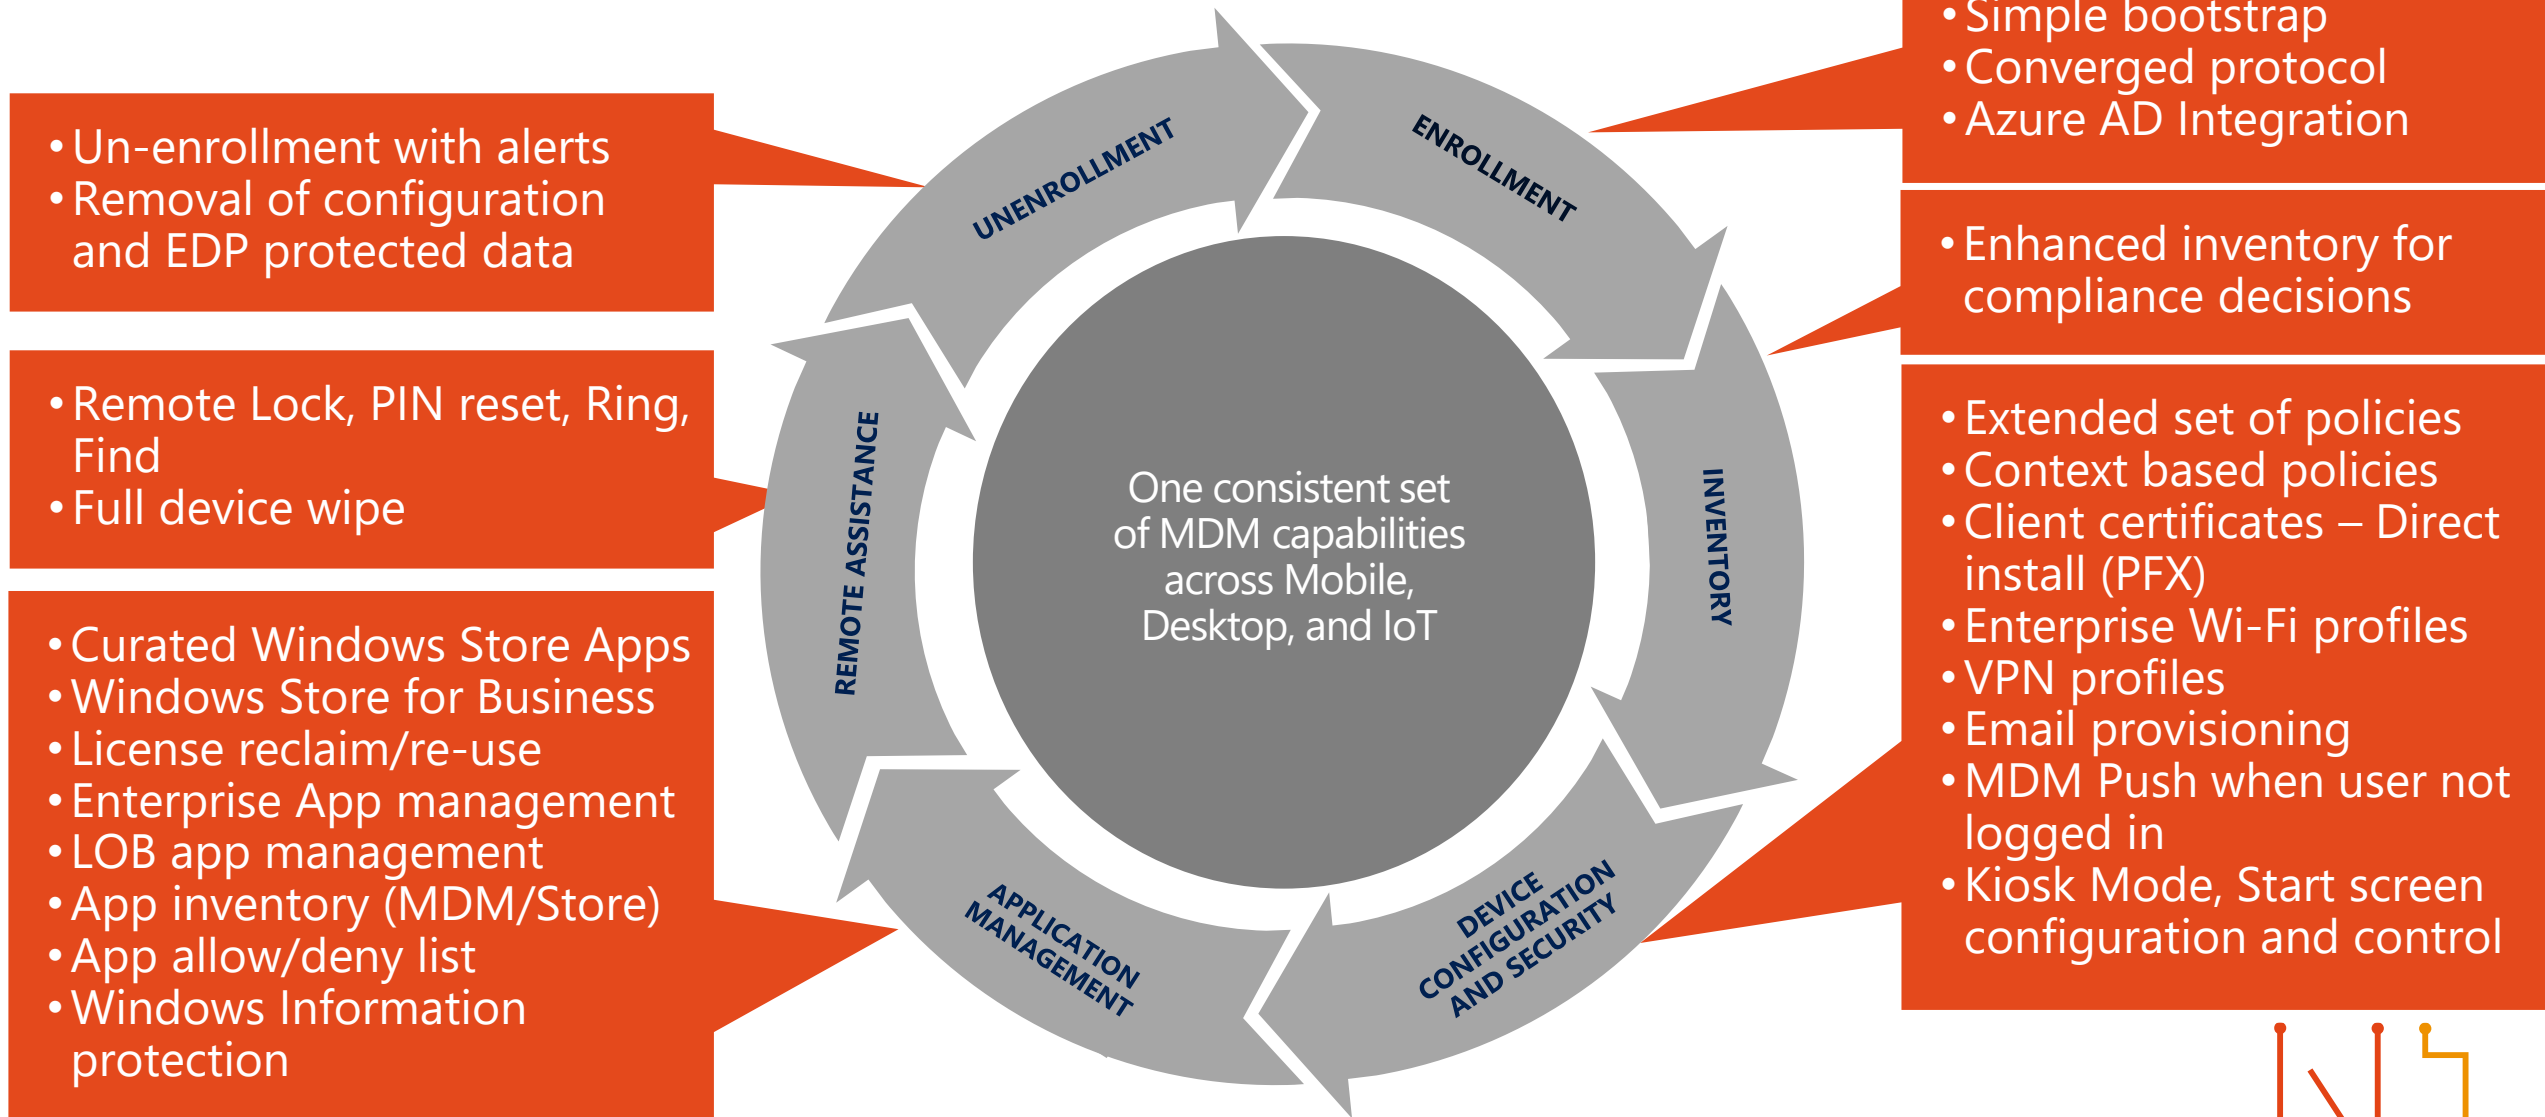 • Simple bootstrap
• Converged protocol
• Azure AD Integration
• Un-enrollment with alerts
• Removal of configuration
and EDP protected data
UNENROLLMENT
ENROLLMENT
• Enhanced inventory for
compliance decisions
• Remote Lock, PIN reset, Ring,
Find
• Full device wipe
REMOTE ASSISTANCE
One consistent set
of MDM capabilities
across Mobile,
Desktop, and IoT
INVENTORY
• Extended set of policies
• Context based policies
• Client certificates – Direct
install (PFX)
• Enterprise Wi-Fi profiles
• VPN profiles
• Email provisioning
• MDM Push when user not
logged in
• Kiosk Mode, Start screen
configuration and control
• Curated Windows Store Apps
• Windows Store for Business
• License reclaim/re-use
• Enterprise App management
• LOB app management
• App inventory (MDM/Store)
• App allow/deny list
• Windows Information
protection
APPLICATION
MANAGEMENT
DEVICE
CONFIGURATION
AND SECURITY